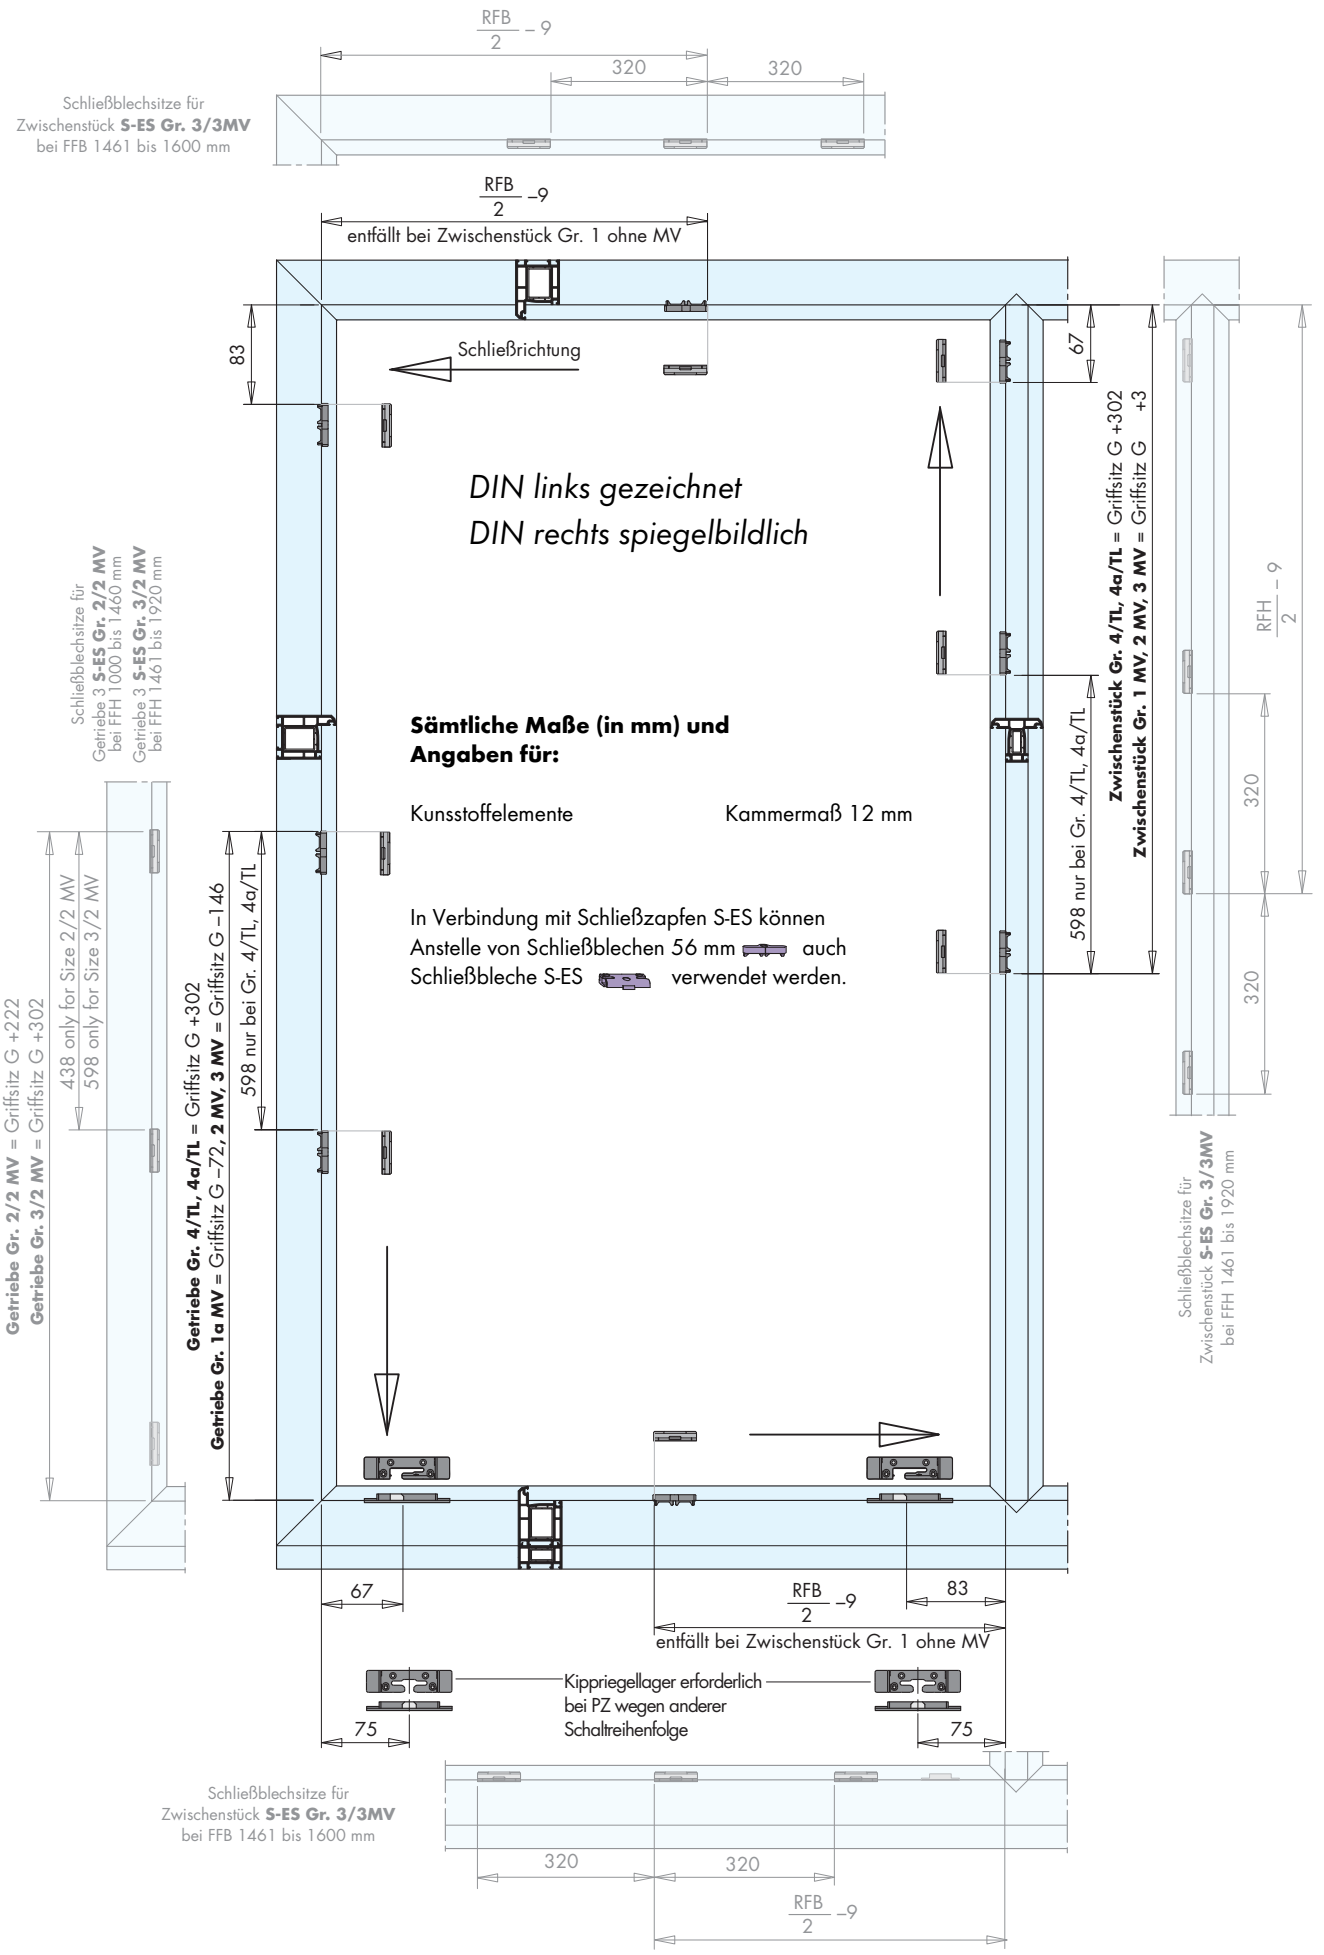 RFB
2
– 9
320
320
Schließblechsitze für
Zwischenstück S-ES Gr. 3/3MV
bei FFB 1461 bis 1600 mm
RFB
2
–9
entfällt bei Zwischenstück Gr. 1 ohne MV
83
Schließrichtung
67
DIN links gezeichnet
DIN rechts spiegelbildlich
Zwischenstück Gr. 4/TL, 4a/TL = Griffsitz G +302
Zwischenstück Gr. 1 MV, 2 MV, 3 MV = Griffsitz G +3
598 nur bei Gr. 4/TL, 4a/TL
RFH
2
– 9
320
320
Schließblechsitze für
Zwischenstück S-ES Gr. 3/3MV
bei FFH 1461 bis 1920 mm
Schließblechsitze für
Getriebe 3 S-ES Gr. 2/2 MV
bei FFH 1000 bis 1460 mm
Getriebe 3 S-ES Gr. 3/2 MV
bei FFH 1461 bis 1920 mm
Sämtliche Maße (in mm) und
Angaben für:
Kunsstoffelemente
Kammermaß 12 mm
In Verbindung mit Schließzapfen S-ES können
Anstelle von Schließblechen 56 mm auch
Schließbleche S-ES verwendet werden.
Getriebe Gr. 2/2 MV = Griffsitz G +222
Getriebe Gr. 3/2 MV = Griffsitz G +302
438 only for Size 2/2 MV
598 only for Size 3/2 MV
Getriebe Gr. 4/TL, 4a/TL = Griffsitz G +302
Getriebe Gr. 1a MV = Griffsitz G –72, 2 MV, 3 MV = Griffsitz G –146
598 nur bei Gr. 4/TL, 4a/TL
67
RFB
2
–9
83
entfällt bei Zwischenstück Gr. 1 ohne MV
Kippriegellager erforderlich
bei PZ wegen anderer
Schaltreihenfolge
75
75
Schließblechsitze für
Zwischenstück S-ES Gr. 3/3MV
bei FFB 1461 bis 1600 mm
320
320
RFB
2
–9